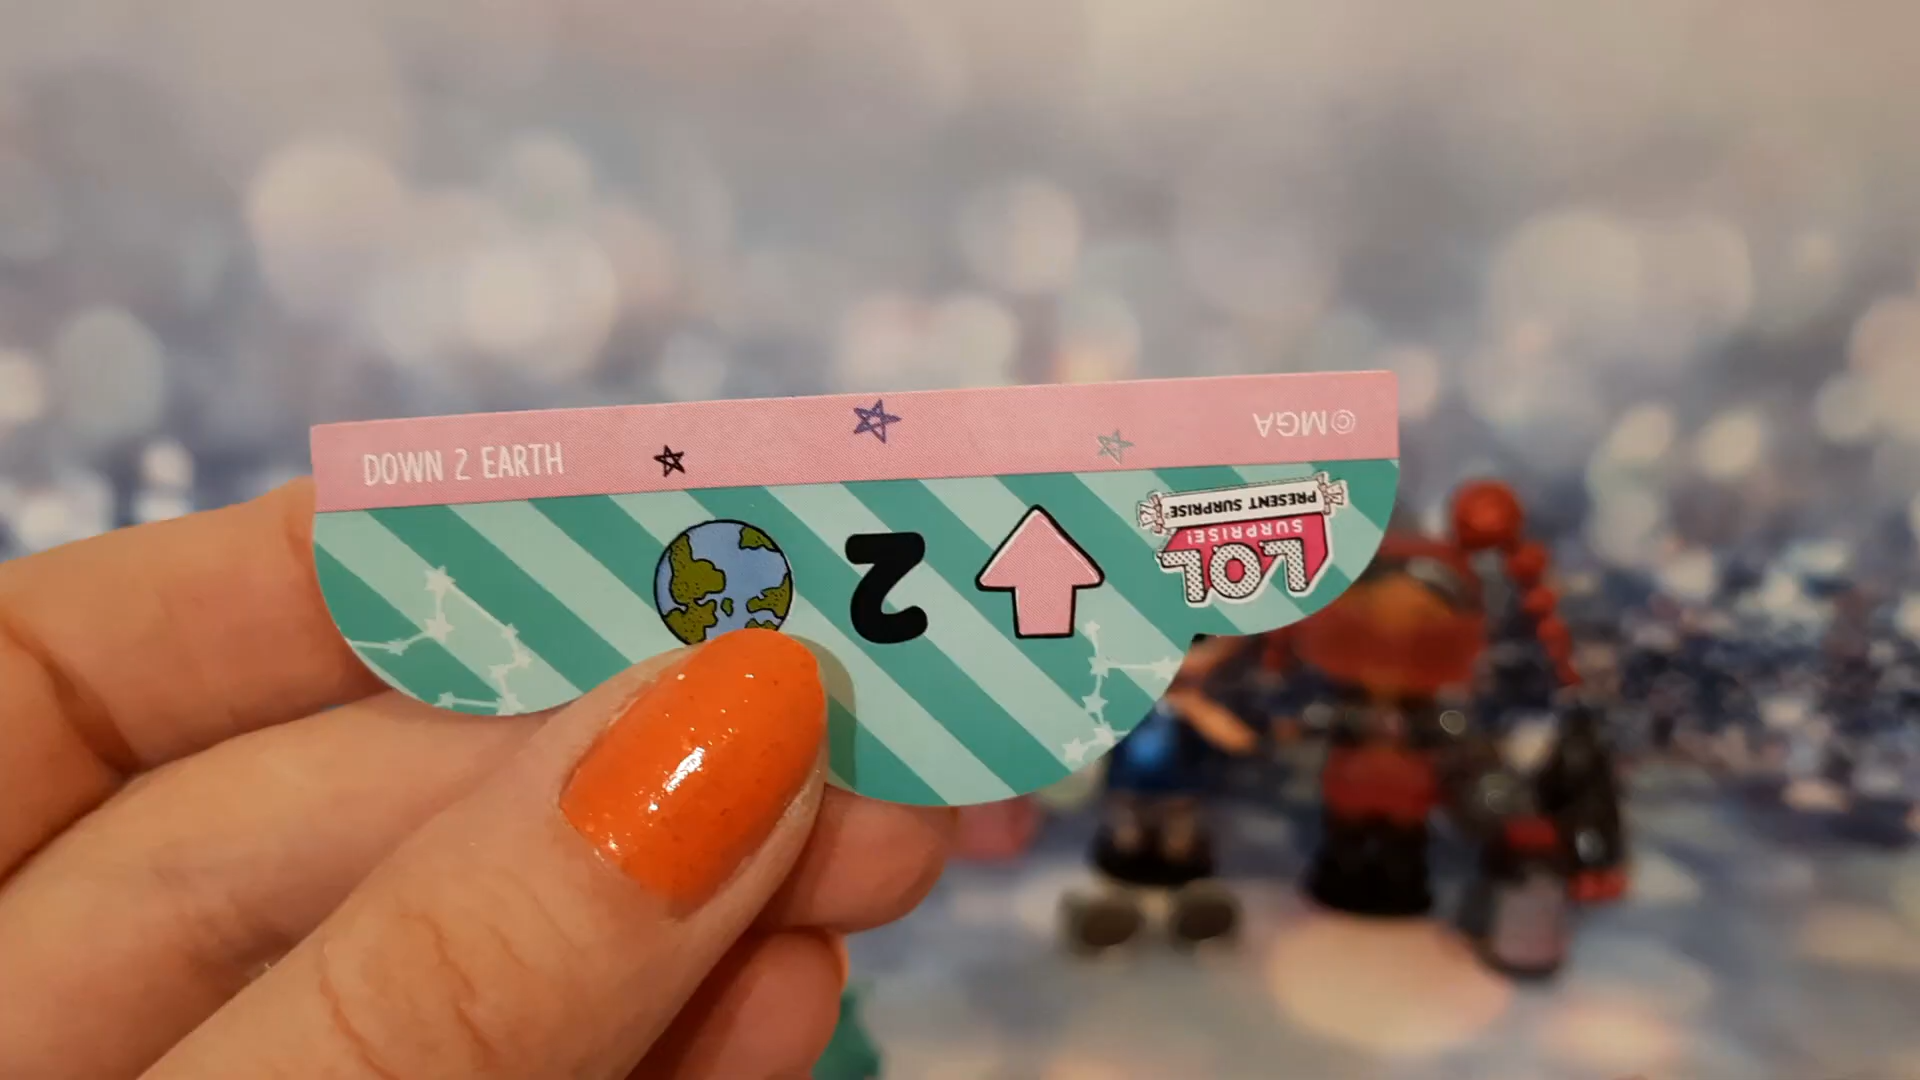 DOWN 2 EARTH
©MGA
2
LOL
SURPRISE!
PRESENT SURPRISE